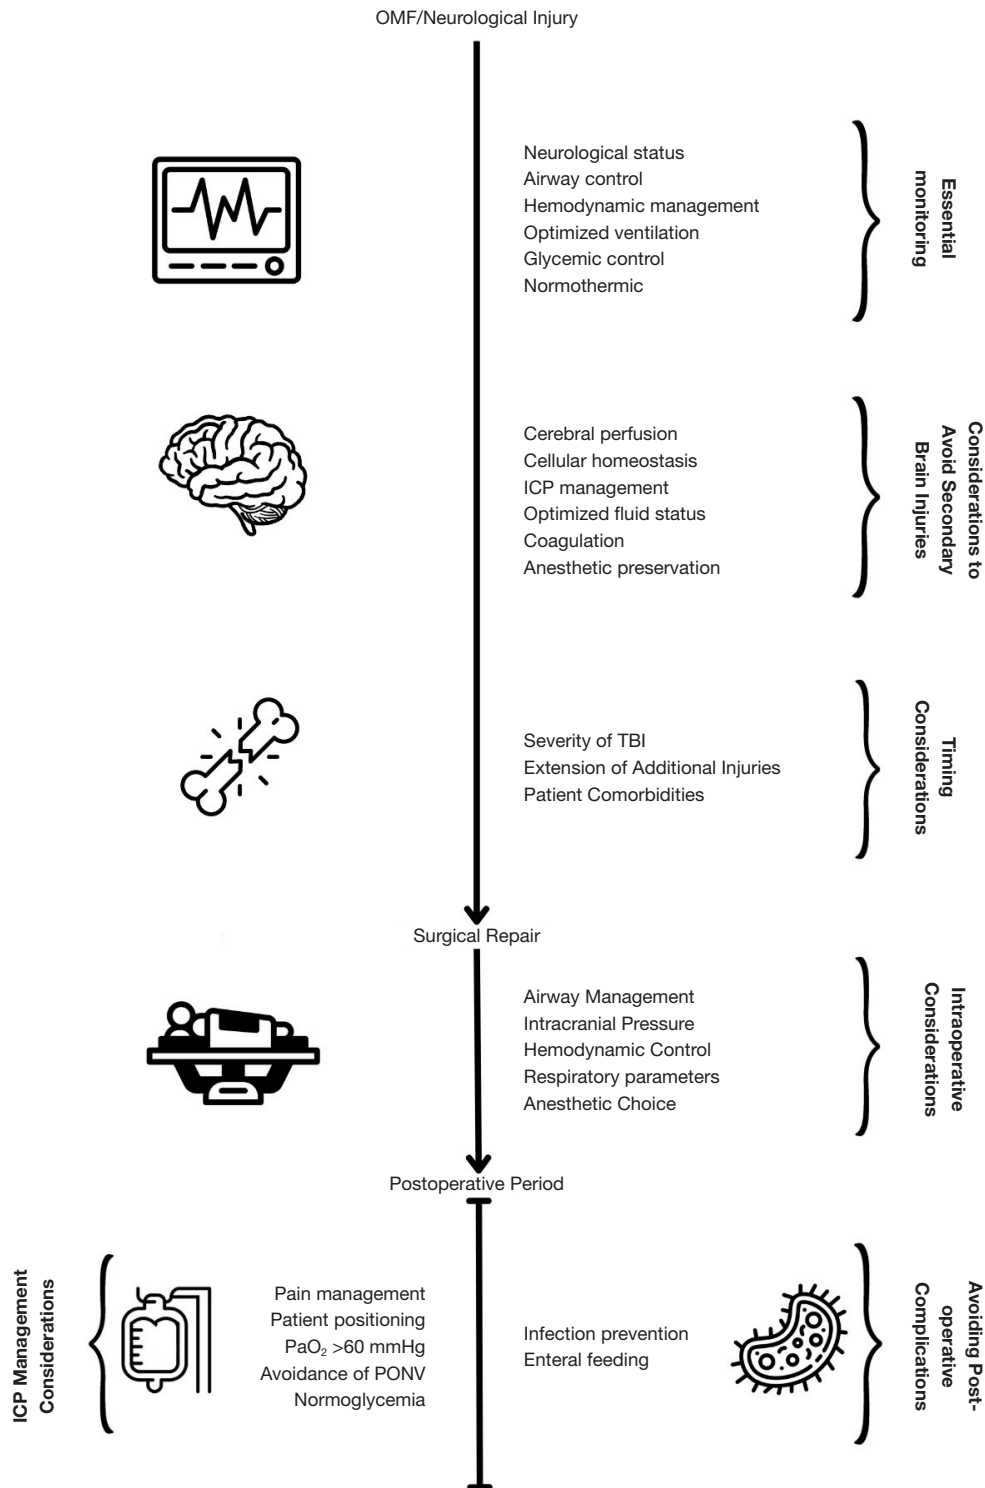 OMF/Neurological Injury
Neurological status
Airway control
Hemodynamic management
Optimized ventilation
Glycemic control
Normothermic
Essential
monitoring
Cerebral perfusion
Cellular homeostasis
ICP management
Optimized fluid status
Coagulation
Anesthetic preservation
Considerations to
Avoid Secondary
Brain Injuries
Severity of TBI
Extension of Additional Injuries
Patient Comorbidities
Timing
Considerations
Surgical Repair
Airway Management
Intracranial Pressure
Hemodynamic Control
Respiratory parameters
Anesthetic Choice
Intraoperative
Considerations
Postoperative Period
ICP Management
Considerations
Pain management
Patient positioning
PaO₂ >60 mmHg
Avoidance of PONV
Normoglycemia
Infection prevention
Enteral feeding
Avoiding Post-
operative
Complications